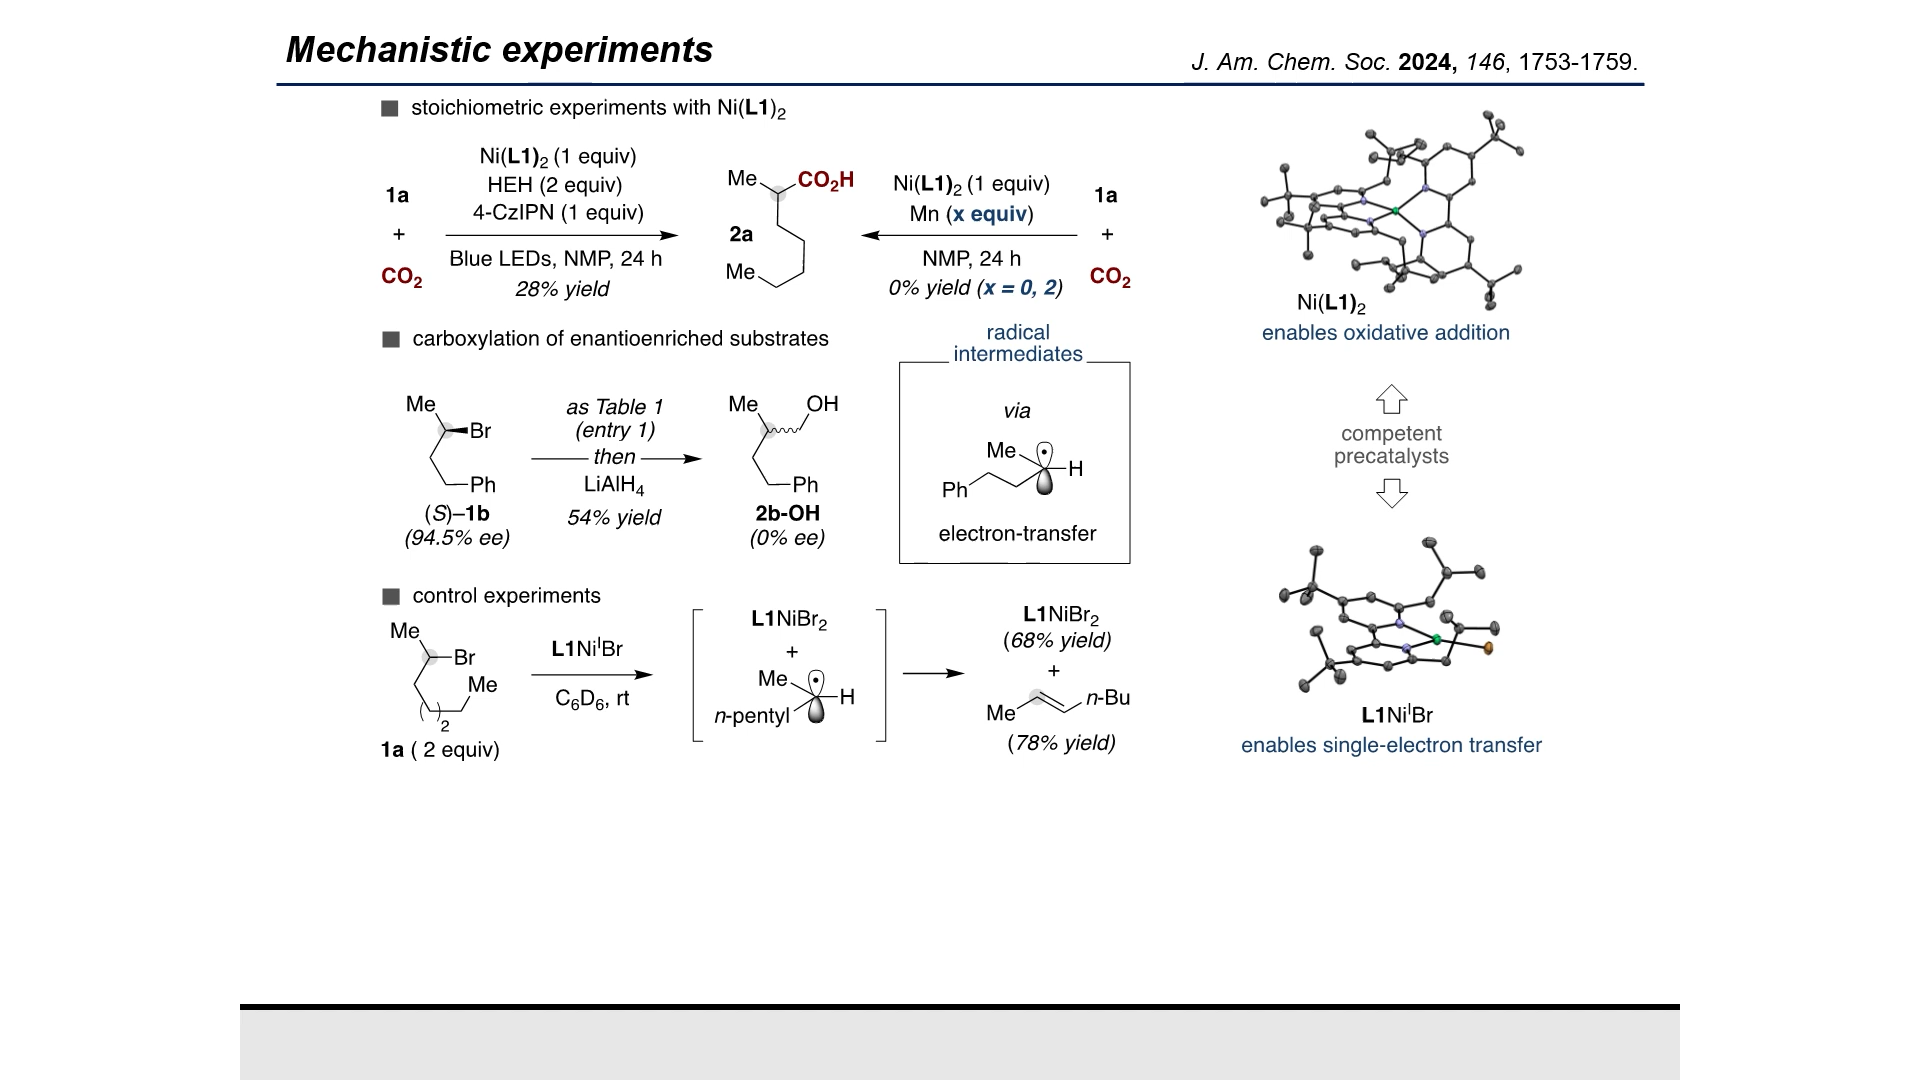 Mechanistic experiments
J. Am. Chem. Soc. 2024, 146, 1753-1759.
stoichiometric experiments with Ni(L1)₂
1a
+
CO₂
Ni(L1)₂ (1 equiv)
HEH (2 equiv)
4-CzIPN (1 equiv)
Blue LEDs, NMP, 24 h
28% yield
Me
CO₂H
2a
Me
Ni(L1)₂ (1 equiv)
Mn (x equiv)
NMP, 24 h
0% yield (x = 0, 2)
1a
+
CO₂
Ni(L1)₂
enables oxidative addition
carboxylation of enantioenriched substrates
Me
Br
Ph
(S)–1b
(94.5% ee)
as Table 1
(entry 1)
then
LiAlH₄
54% yield
Me
OH
Ph
2b-OH
(0% ee)
radical
intermediates
via
Me
H
Ph
electron-transfer
competent
precatalysts
control experiments
Me
Br
Me
( )₂
1a ( 2 equiv)
L1NiᴵBr
C₆D₆, rt
L1NiBr₂
+
Me
H
n-pentyl
L1NiBr₂
(68% yield)
+
Me
n-Bu
(78% yield)
L1NiᴵBr
enables single-electron transfer